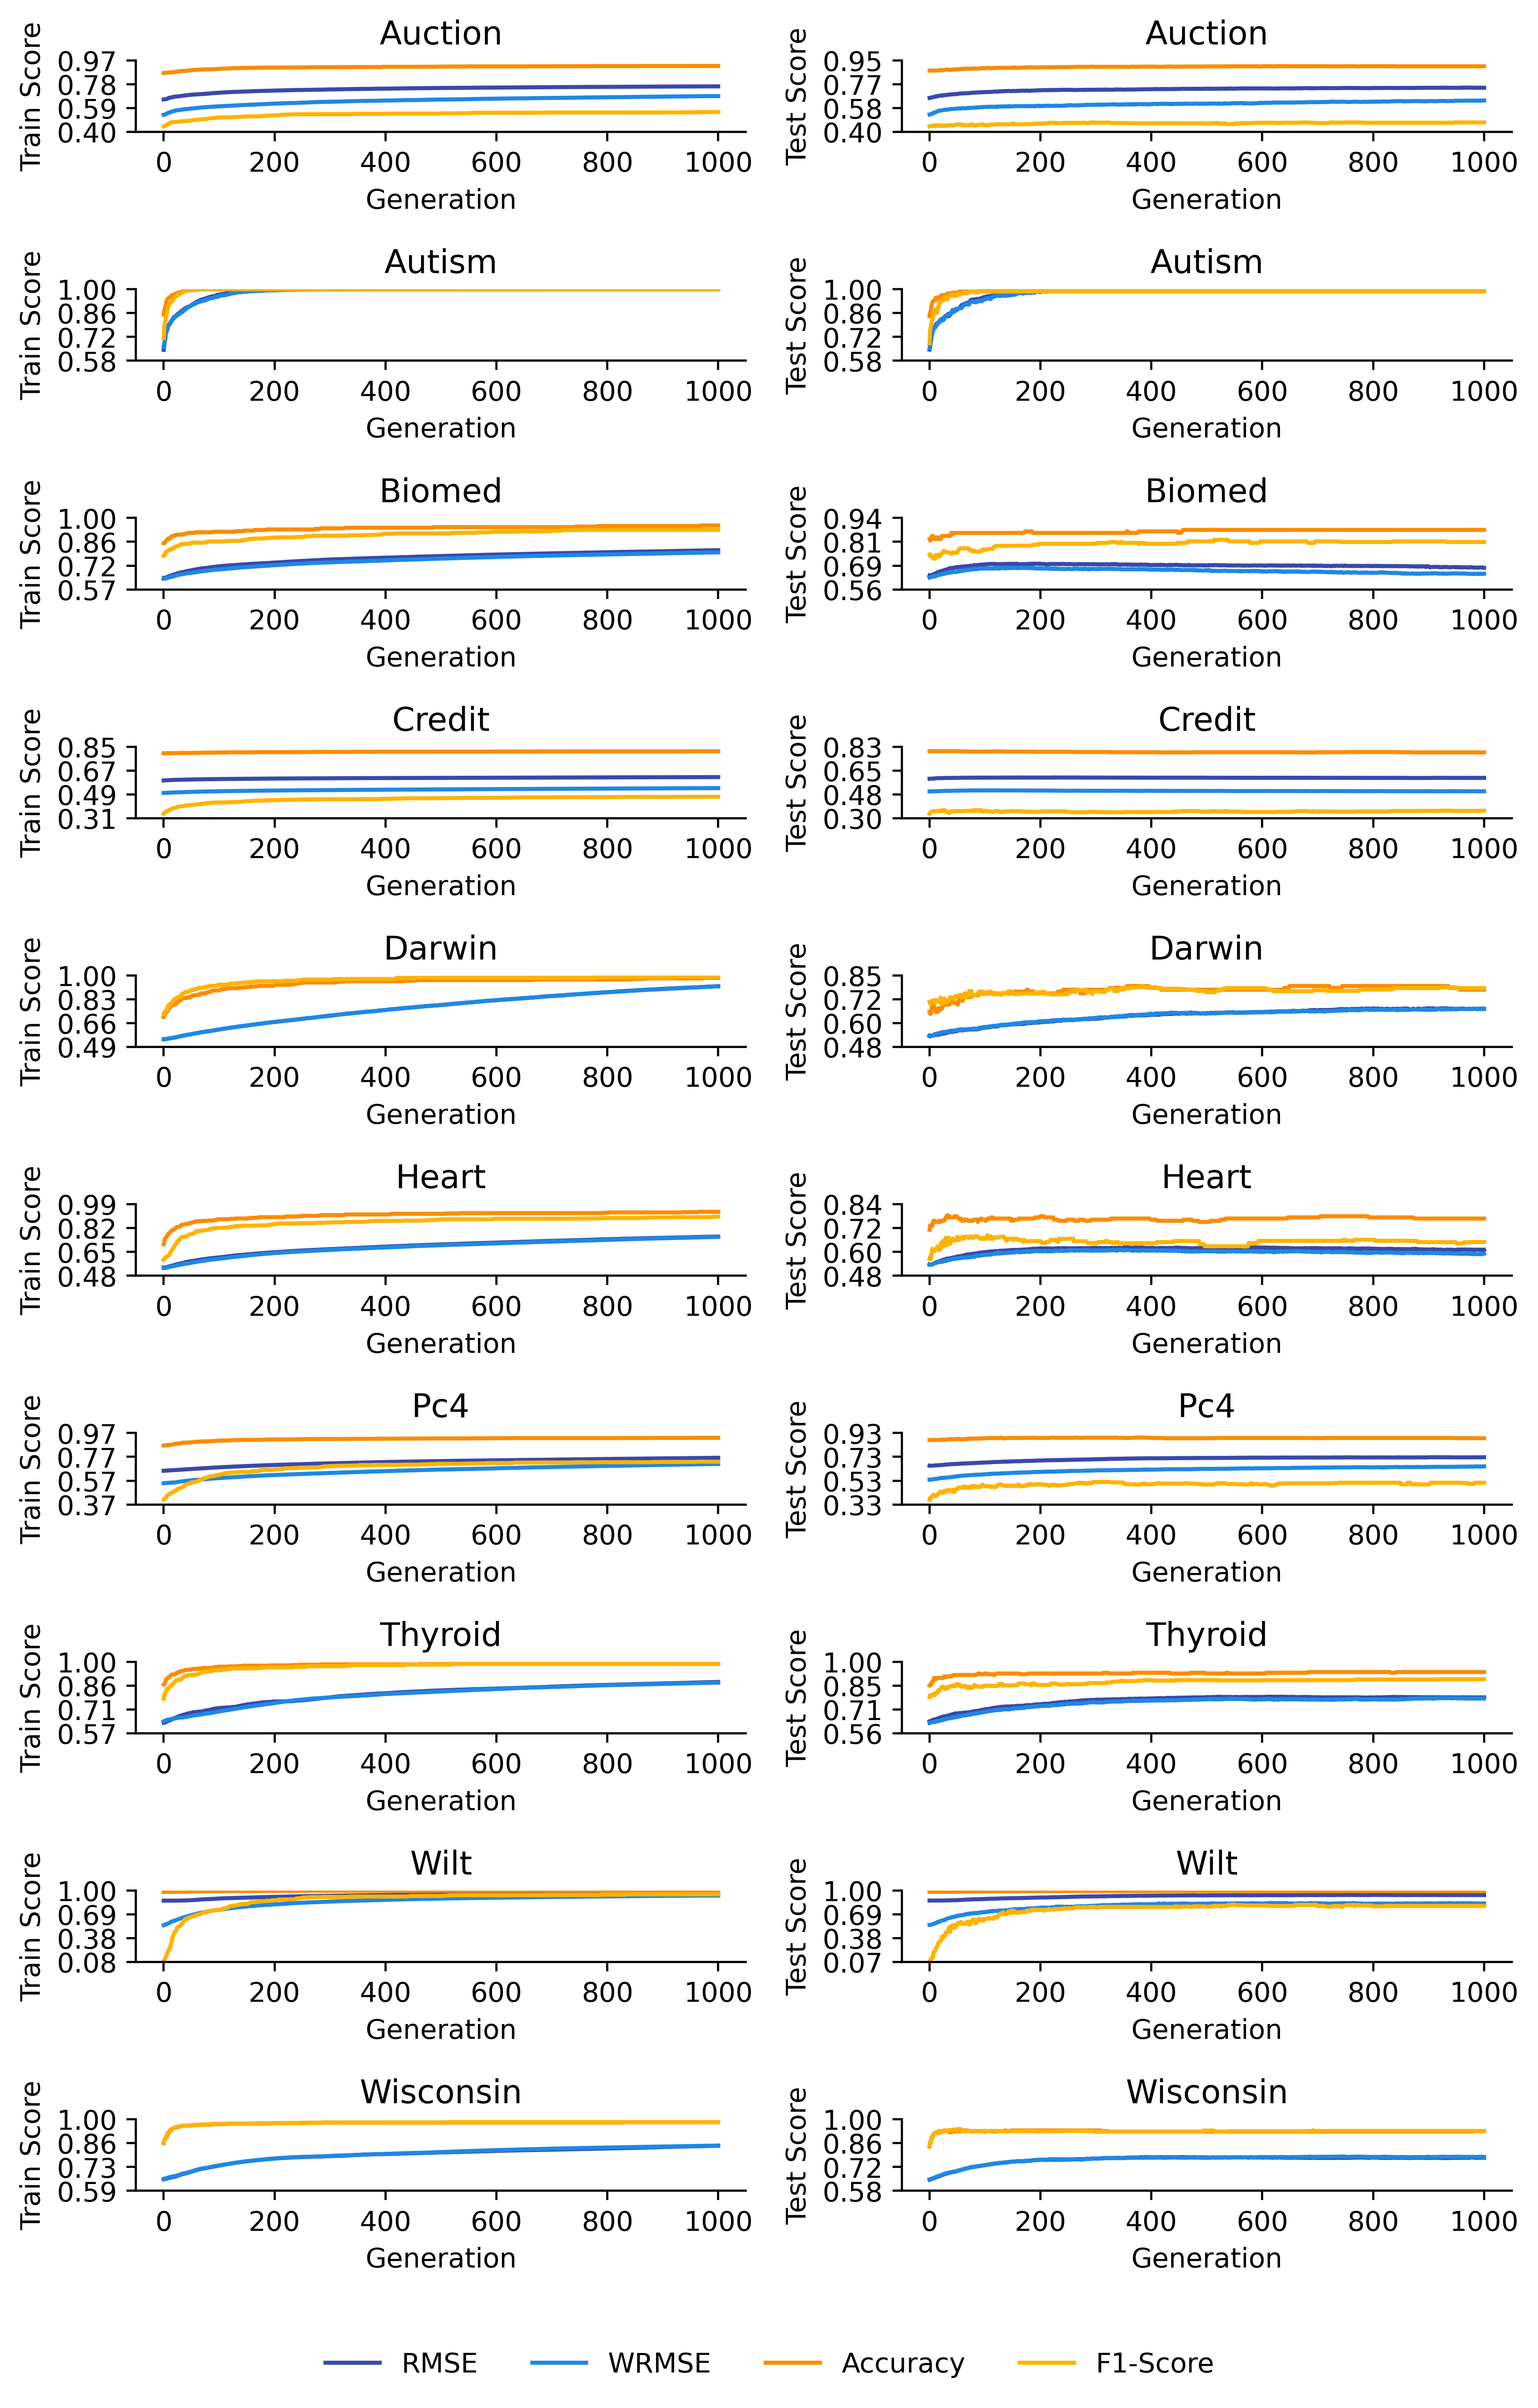 Auction Auction
Train Score 0.97 0.78 0.59 0.40 Test Score 0.95 0.77 0.58 0.40
0 200 400 600 800 1000 0 200 400 600 800 1000
Generation Generation
Autism Autism
Train Score 1.00 0.86 0.72 0.58 Test Score 1.00 0.86 0.72 0.58
0 200 400 600 800 1000 0 200 400 600 800 1000
Generation Generation
Biomed Biomed
Train Score 1.00 0.86 0.72 0.57 Test Score 0.94 0.81 0.69 0.56
0 200 400 600 800 1000 0 200 400 600 800 1000
Generation Generation
Credit Credit
Train Score 0.85 0.67 0.49 0.31 Test Score 0.83 0.65 0.48 0.30
0 200 400 600 800 1000 0 200 400 600 800 1000
Generation Generation
Darwin Darwin
Train Score 1.00 0.83 0.66 0.49 Test Score 0.85 0.72 0.60 0.48
0 200 400 600 800 1000 0 200 400 600 800 1000
Generation Generation
Heart Heart
Train Score 0.99 0.82 0.65 0.48 Test Score 0.84 0.72 0.60 0.48
0 200 400 600 800 1000 0 200 400 600 800 1000
Generation Generation
Pc4 Pc4
Train Score 0.97 0.77 0.57 0.37 Test Score 0.93 0.73 0.53 0.33
0 200 400 600 800 1000 0 200 400 600 800 1000
Generation Generation
Thyroid Thyroid
Train Score 1.00 0.86 0.71 0.57 Test Score 1.00 0.85 0.71 0.56
0 200 400 600 800 1000 0 200 400 600 800 1000
Generation Generation
Wilt Wilt
Train Score 1.00 0.69 0.38 0.08 Test Score 1.00 0.69 0.38 0.07
0 200 400 600 800 1000 0 200 400 600 800 1000
Generation Generation
Wisconsin Wisconsin
Train Score 1.00 0.86 0.73 0.59 Test Score 1.00 0.86 0.72 0.58
0 200 400 600 800 1000 0 200 400 600 800 1000
Generation Generation
RMSE WRMSE Accuracy F1-Score